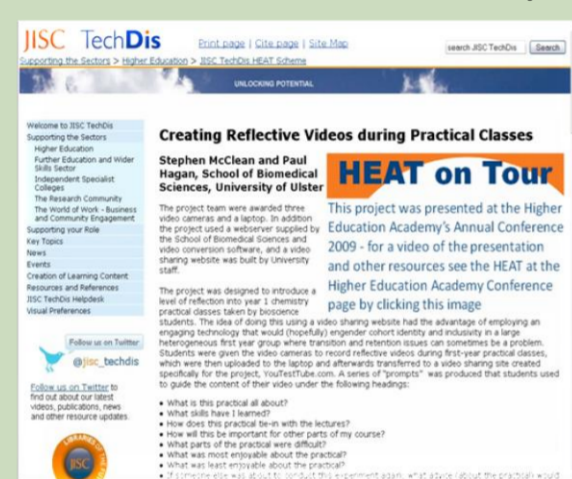 JISC TechDis
Print page | Cite page | Site Map
search JISC TechDis Search
Supporting the Sectors > Higher Education > JISC TechDis HEAT Scheme
UNLOCKING POTENTIAL
Welcome to JISC TechDis
Supporting the Sectors
Higher Education
Further Education and Wider
Skills Sector
Independent Specialist
Colleges
The Research Community
The World of Work - Business
and Community Engagement
Supporting your Role
Key Topics
News
Events
Creation of Learning Content
Resources and References
JISC TechDis Helpdesk
Visual Preferences
Follow us on Twitter
@jisc_techdis
Follow us on Twitter to
find out about our latest
videos, publications, news
and other resource updates.
JISC
Creating Reflective Videos during Practical Classes
Stephen McClean and Paul
Hagan, School of Biomedical
Sciences, University of Ulster
HEAT on Tour
This project was presented at the Higher
Education Academy's Annual Conference
2009 - for a video of the presentation
and other resources see the HEAT at the
Higher Education Academy Conference
page by clicking this image
The project team were awarded three
video cameras and a laptop. In addition
the project used a webserver supplied by
the School of Biomedical Sciences and
video conversion software, and a video
sharing website was built by University
staff.
The project was designed to introduce a
level of reflection into year 1 chemistry
practical classes taken by bioscience
students. The idea of doing this using a video sharing website had the advantage of employing an
engaging technology that would (hopefully) engender cohort identity and inclusivity in a large
heterogeneous first year group where transition and retention issues can sometimes be a problem.
Students were given the video cameras to record reflective videos during first-year practical classes,
which were then uploaded to the laptop and afterwards transferred to a video sharing site created
specifically for the project, YouTestTube.com. A series of "prompts" was produced that students used
to guide the content of their video under the following headings:
• What is this practical all about?
• What skills have I learned?
• How does this practical tie-in with the lectures?
• How will this be important for other parts of my course?
• What parts of the practical were difficult?
• What was most enjoyable about the practical?
• What was least enjoyable about the practical?
• If someone else was about to conduct this experiment again, what advice (about the practical) would